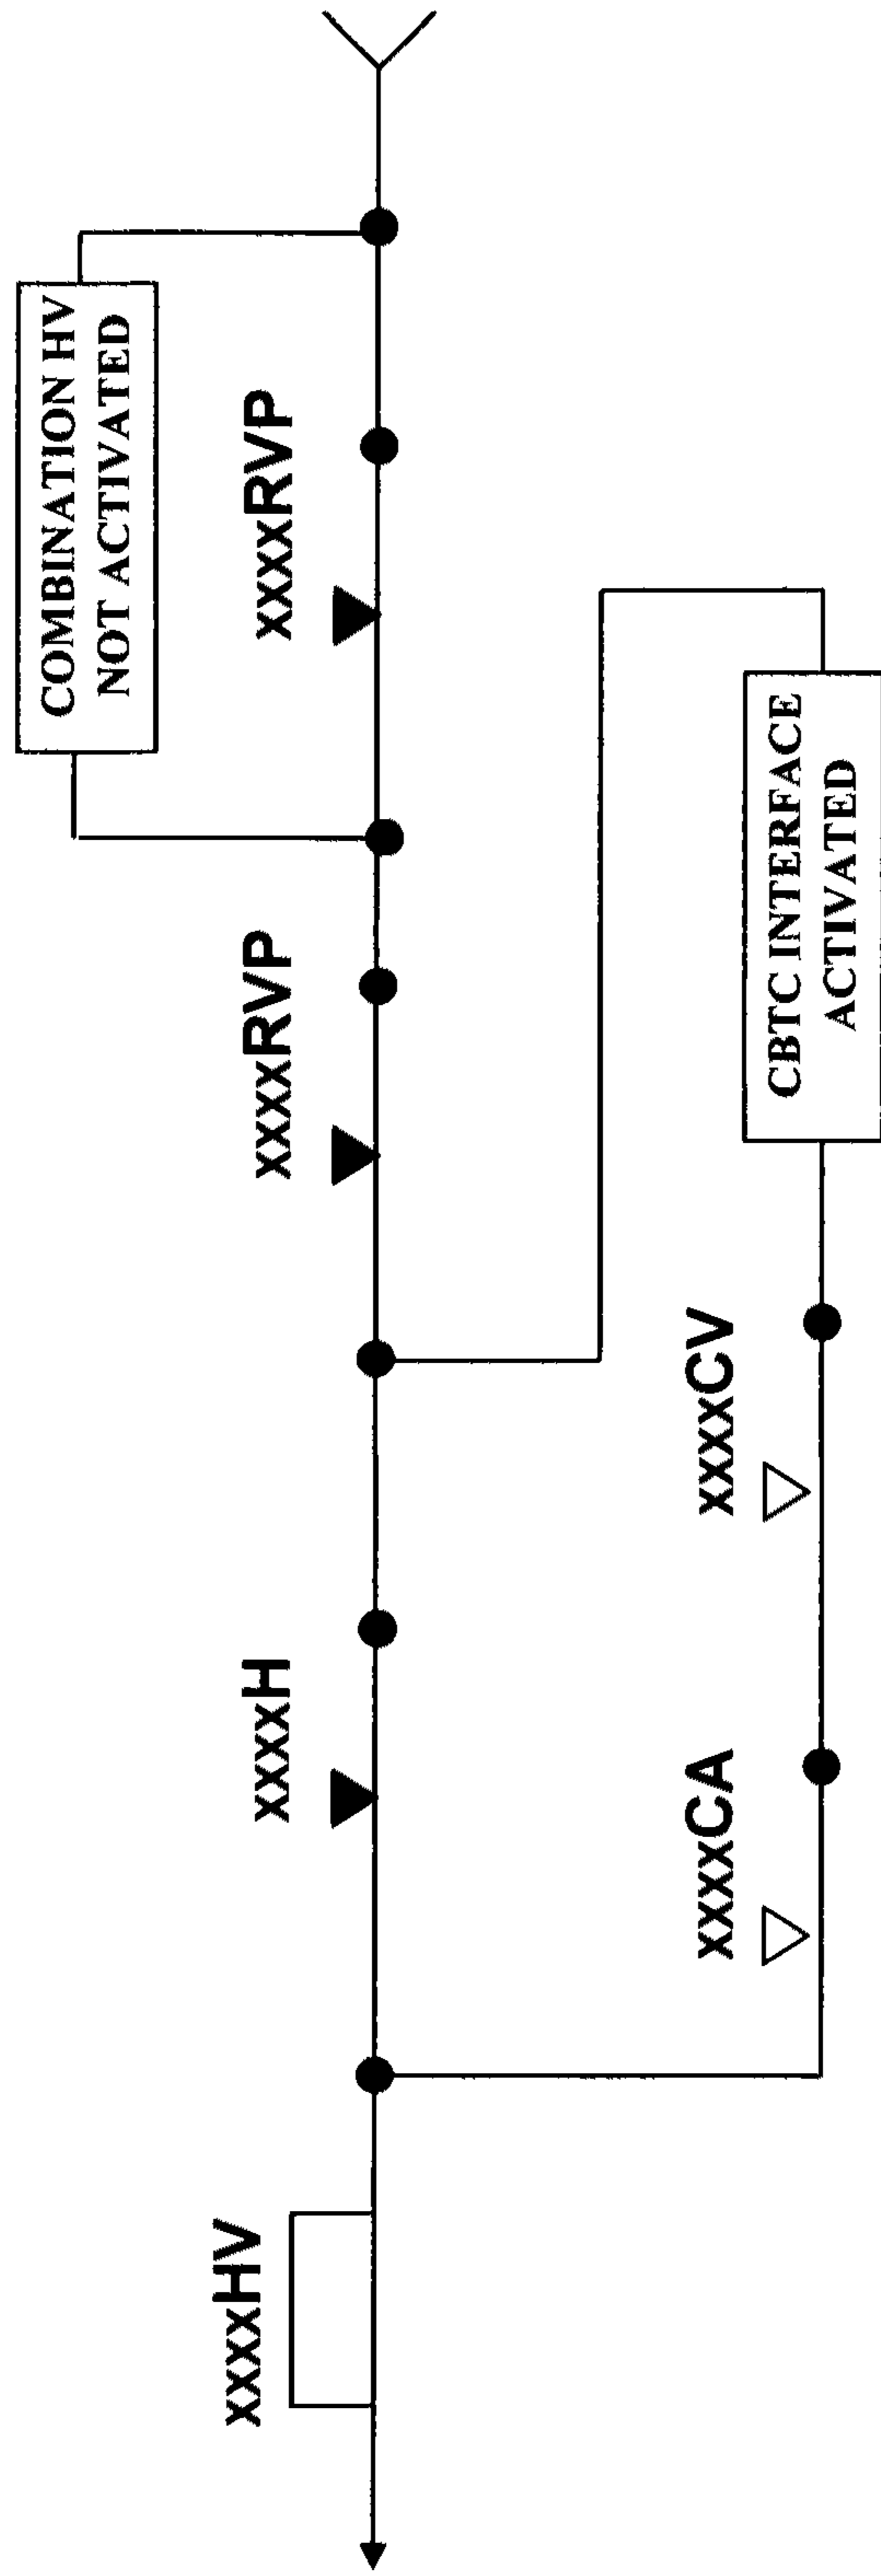 xxxxHV
xxxxH
xxxxRVP
xxxxRVP
COMBINATION HV
NOT ACTIVATED
xxxxCA
xxxxCV
CBTC INTERFACE
ACTIVATED